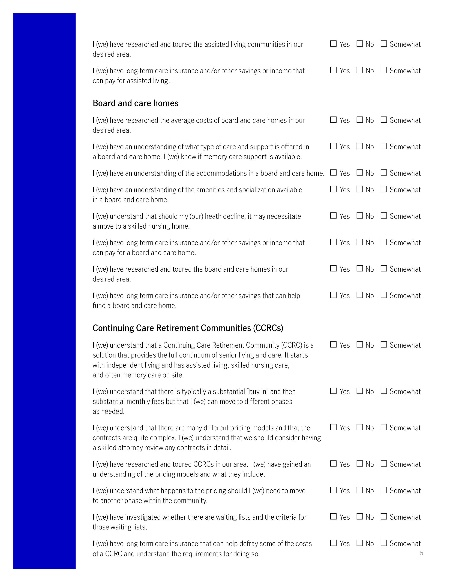 I (we) have researched and toured the assisted living communities in our ☐ Yes ☐ No ☐ Somewhat
desired area.
I (we) have long term care insurance and/or other savings or income that ☐ Yes ☐ No ☐ Somewhat
can pay for assisted living.
Board and care homes
I (we) have researched the average costs of board and care homes in our ☐ Yes ☐ No ☐ Somewhat
desired area.
I (we) have an understanding of what type of care and support is offered in ☐ Yes ☐ No ☐ Somewhat
a board and care home. I (we) know if memory care support is available.
I (we) have an understanding of the accommodations in a board and care home. ☐ Yes ☐ No ☐ Somewhat
I (we) have an understanding of the amenities and socialization available ☐ Yes ☐ No ☐ Somewhat
in a board and care home.
I (we) understand that should my (our) health decline, it may necessitate ☐ Yes ☐ No ☐ Somewhat
a move to a skilled nursing home.
I (we) have long term care insurance and/or other savings or income that ☐ Yes ☐ No ☐ Somewhat
can pay for a board and care home.
I (we) have researched and toured the board and care homes in our ☐ Yes ☐ No ☐ Somewhat
desired area.
I (we) have long term care insurance and/or other savings that can help ☐ Yes ☐ No ☐ Somewhat
fund a board and care home.
Continuing Care Retirement Communities (CCRCs)
I (we) understand that a Continuing Care Retirement Community (CCRC) is a ☐ Yes ☐ No ☐ Somewhat
solution that provides the full continuum of senior living and care. It starts
with independent living and has assisted living, skilled nursing care,
and often memory care on site.
I (we) understand that there is typically a substantial "buy in" and then ☐ Yes ☐ No ☐ Somewhat
substantial monthly fees but that I (we) can move to different phases
as needed.
I (we) understand that there are many different pricing models and that the ☐ Yes ☐ No ☐ Somewhat
contracts are quite complex. I (we) understand that we should consider having
a skilled attorney review any contracts in detail.
I (we) have researched and toured CCRCs in our area. I (we) have gained an ☐ Yes ☐ No ☐ Somewhat
understanding of the pricing models and what they include.
I (we) understand what happens to the pricing should I (we) need to move ☐ Yes ☐ No ☐ Somewhat
to another phase within the community.
I (we) have investigated whether there are waiting lists and the criteria for ☐ Yes ☐ No ☐ Somewhat
those waiting lists.
I (we) have long term care insurance that can help defray some of the costs ☐ Yes ☐ No ☐ Somewhat
of a CCRC and understand the requirements for doing so.